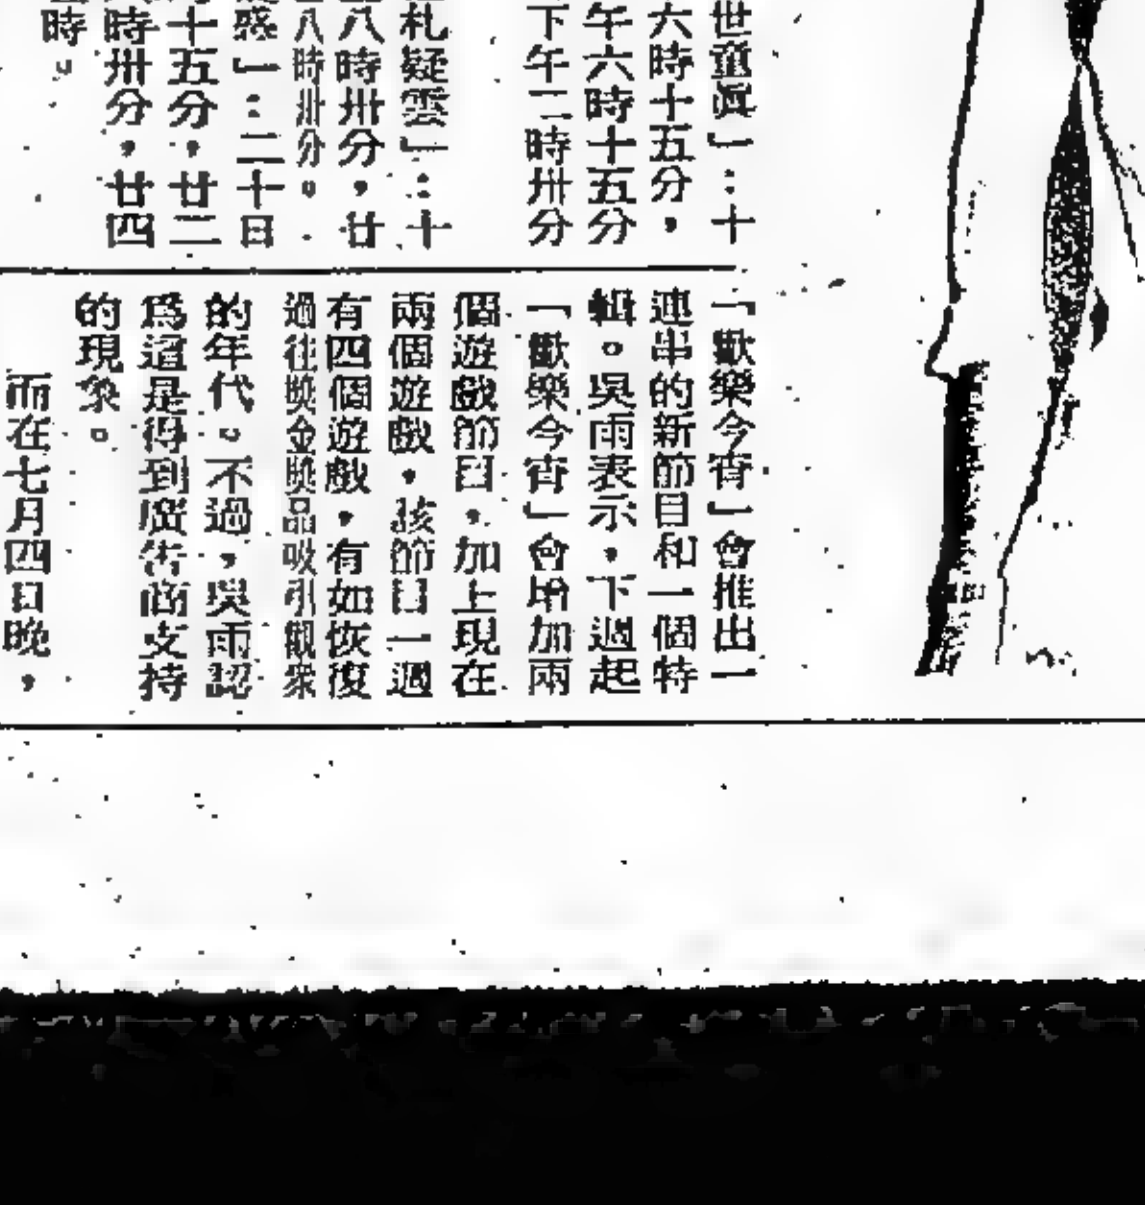 世童眞」：十
六時十五分，
午六時十五分
下午二時卅分
札疑雲」：十
八時卅分，廿
八時卅分。
惑」：二十日
十五分，廿二
時卅分，廿四
時。
「歡樂今宵」會推出一
連串的新節目和一個特
輯。吳雨表示，下週起
「歡樂今宵」會增加兩
個遊戲節目，加上現在
兩個遊戲，該節目一週
有四個遊戲，有如恢復
過往獎金獎品吸引觀衆
的年代。不過，吳雨認
爲這是得到廣告商支持
的現象。
而在七月四日晚，